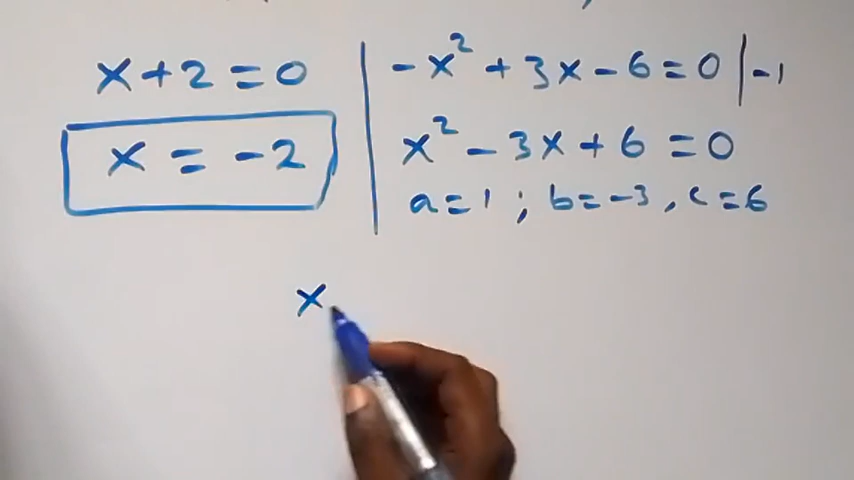 x+2=0
x = -2
-x²+3x-6=0 |-1
x²-3x+6=0
a=1; b=-3, c=6
x